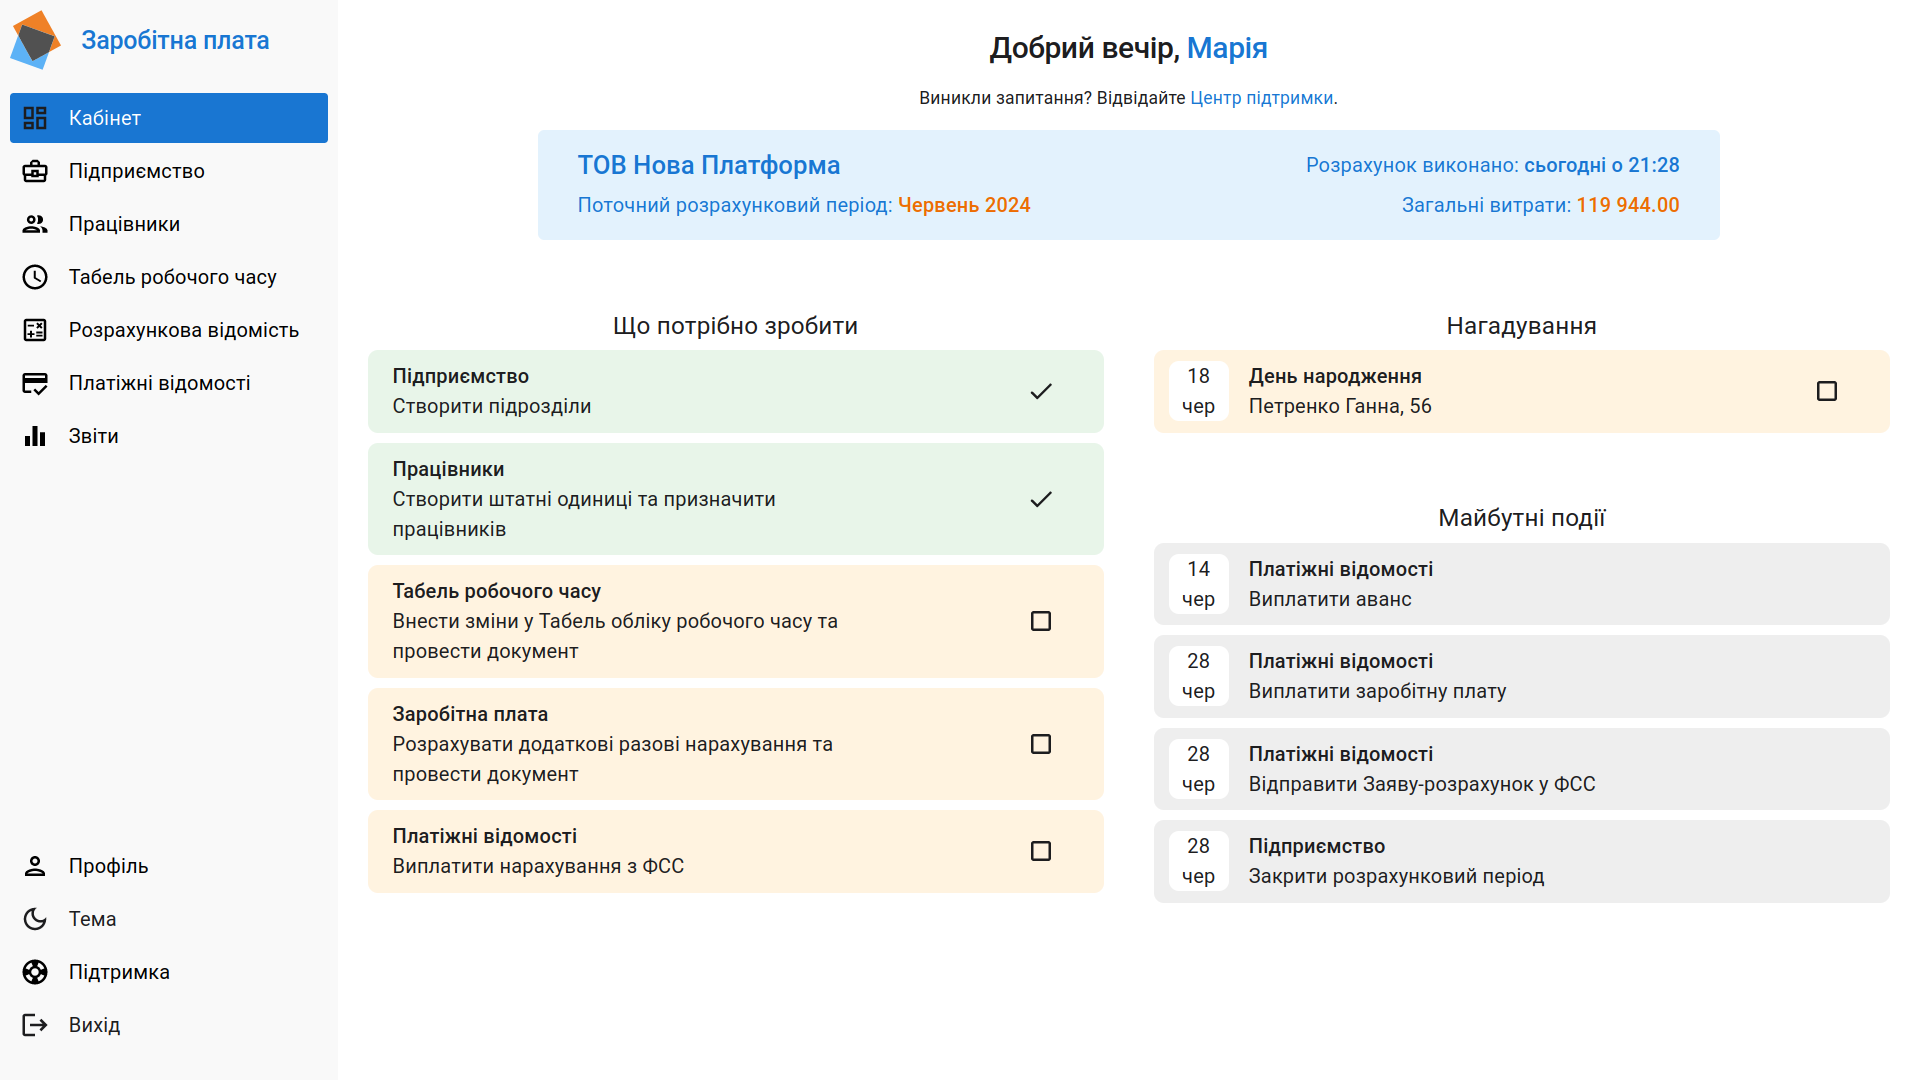 Заробітна плата
Кабінет
Підприємство
Працівники
Табель робочого часу
Розрахункова відомість
Платіжні відомості
Звіти
Профіль
Тема
Підтримка
Вихід
Добрий вечір, Марія
Виникли запитання? Відвідайте Центр підтримки.
ТОВ Нова Платформа
Розрахунок виконано: сьогодні о 21:28
Поточний розрахунковий період: Червень 2024
Загальні витрати: 119 944.00
Що потрібно зробити
Підприємство
Створити підрозділи
Працівники
Створити штатні одиниці та призначити
працівників
Табель робочого часу
Внести зміни у Табель обліку робочого часу та
провести документ
Заробітна плата
Розрахувати додаткові разові нарахування та
провести документ
Платіжні відомості
Виплатити нарахування з ФСС
Нагадування
18 День народження
чер Петренко Ганна, 56
Майбутні події
14 Платіжні відомості
чер Виплатити аванс
28 Платіжні відомості
чер Виплатити заробітну плату
28 Платіжні відомості
чер Відправити Заяву-розрахунок у ФСС
28 Підприємство
чер Закрити розрахунковий період